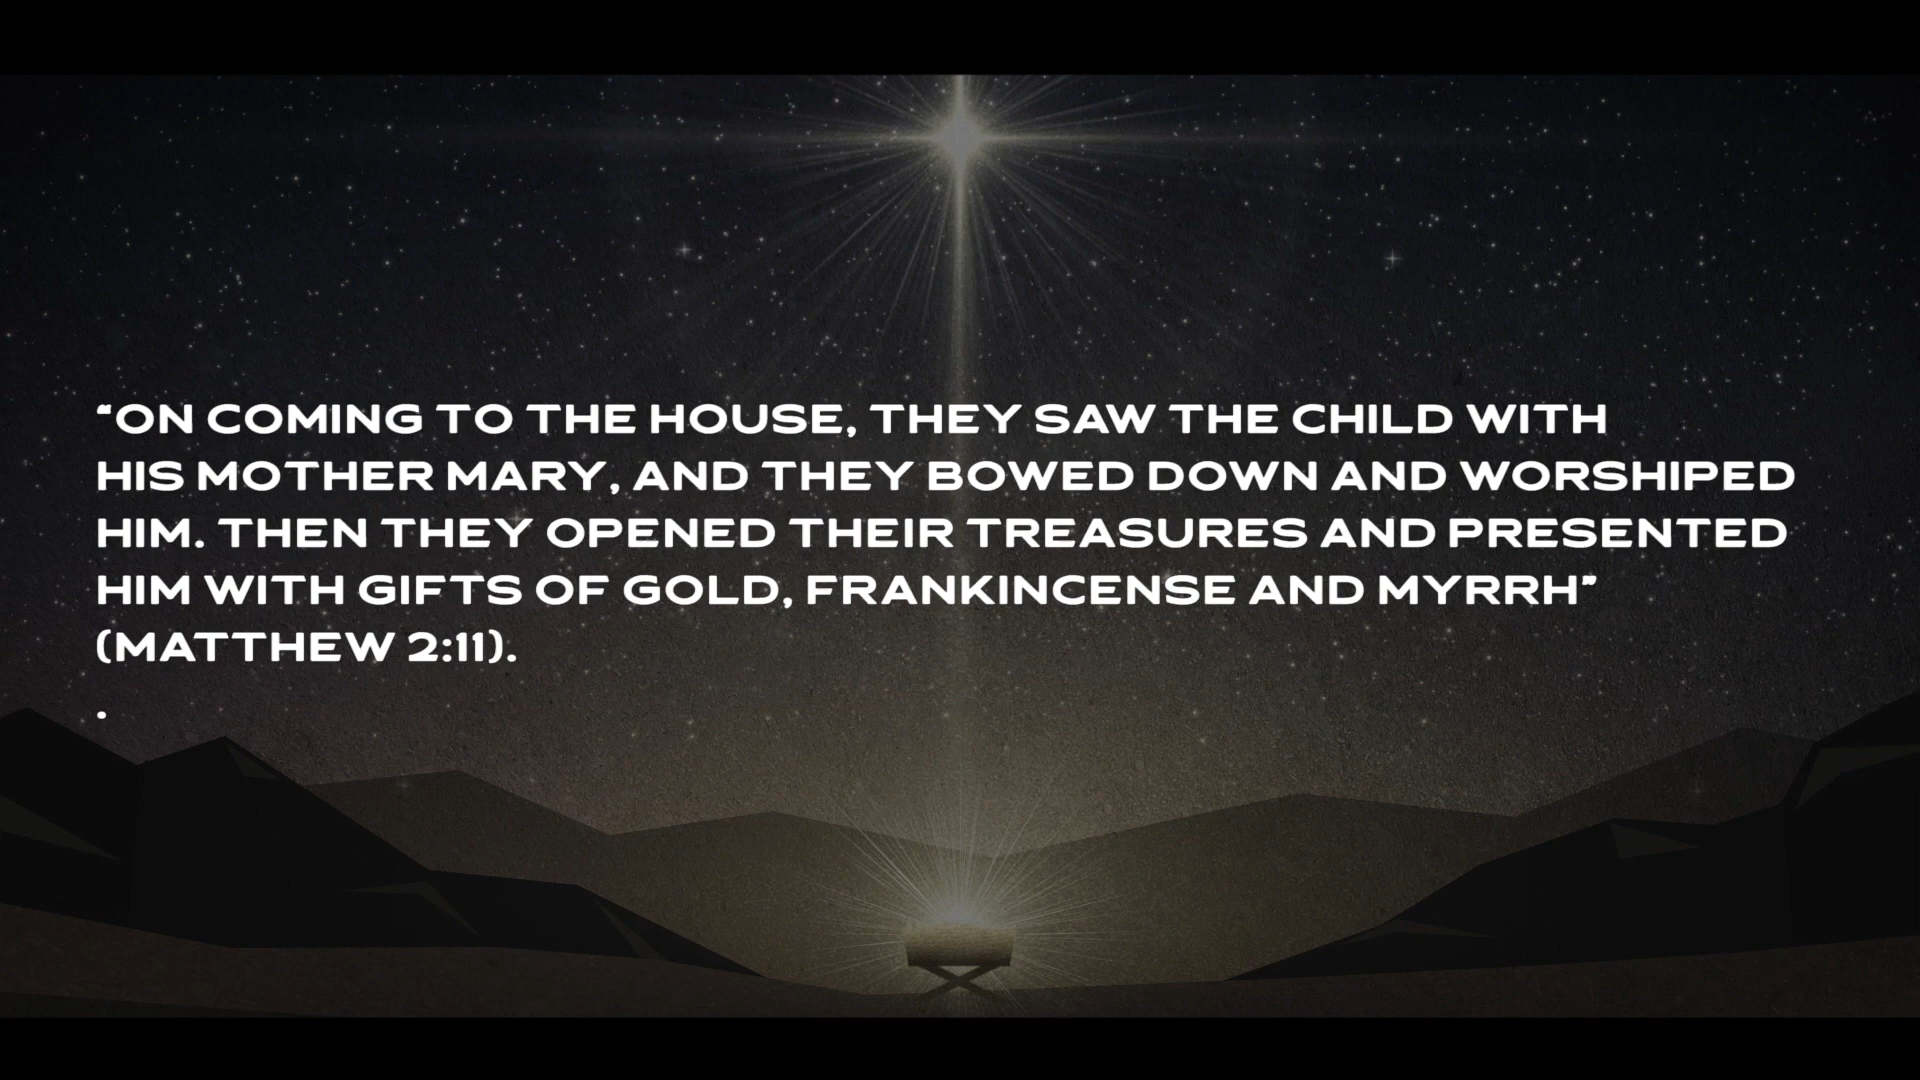 “ON COMING TO THE HOUSE, THEY SAW THE CHILD WITH
HIS MOTHER MARY, AND THEY BOWED DOWN AND WORSHIPED
HIM. THEN THEY OPENED THEIR TREASURES AND PRESENTED
HIM WITH GIFTS OF GOLD, FRANKINCENSE AND MYRRH”
(MATTHEW 2:11).
.